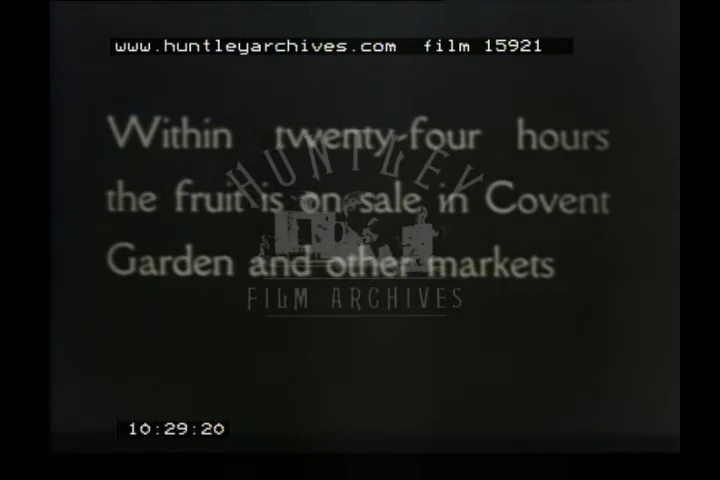 www.huntleyarchives.com film 15921
Within twenty-four hours
the fruit is on sale in Covent
Garden and other markets
HUNTLEY
FILM ARCHIVES
10:29:20